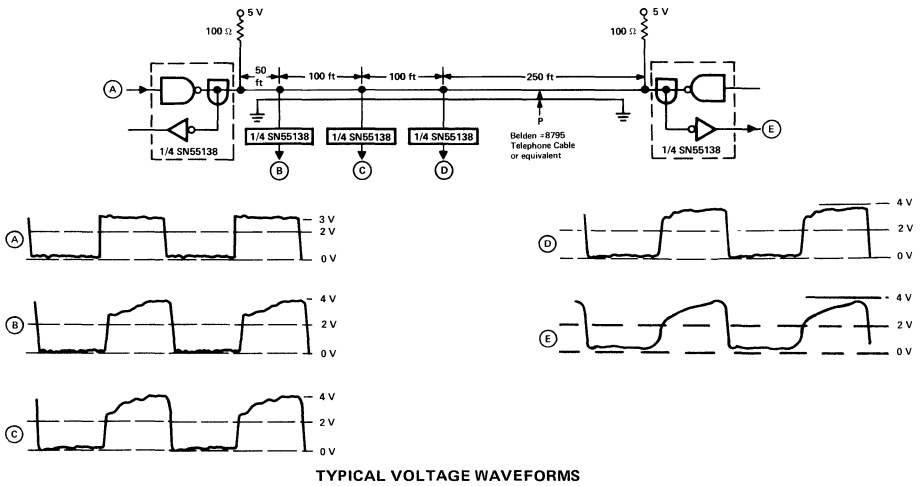 5 V
5 V
100 Ω
100 Ω
50 ft
100 ft
100 ft
250 ft
A
1/4 SN55138
1/4 SN55138
1/4 SN55138
1/4 SN55138
P
Belden #8795
Telephone Cable
or equivalent
1/4 SN55138
E
B
C
D
A
3 V
2 V
0 V
D
4 V
2 V
0 V
B
4 V
2 V
0 V
E
4 V
2 V
0 V
C
4 V
2 V
0 V
TYPICAL VOLTAGE WAVEFORMS